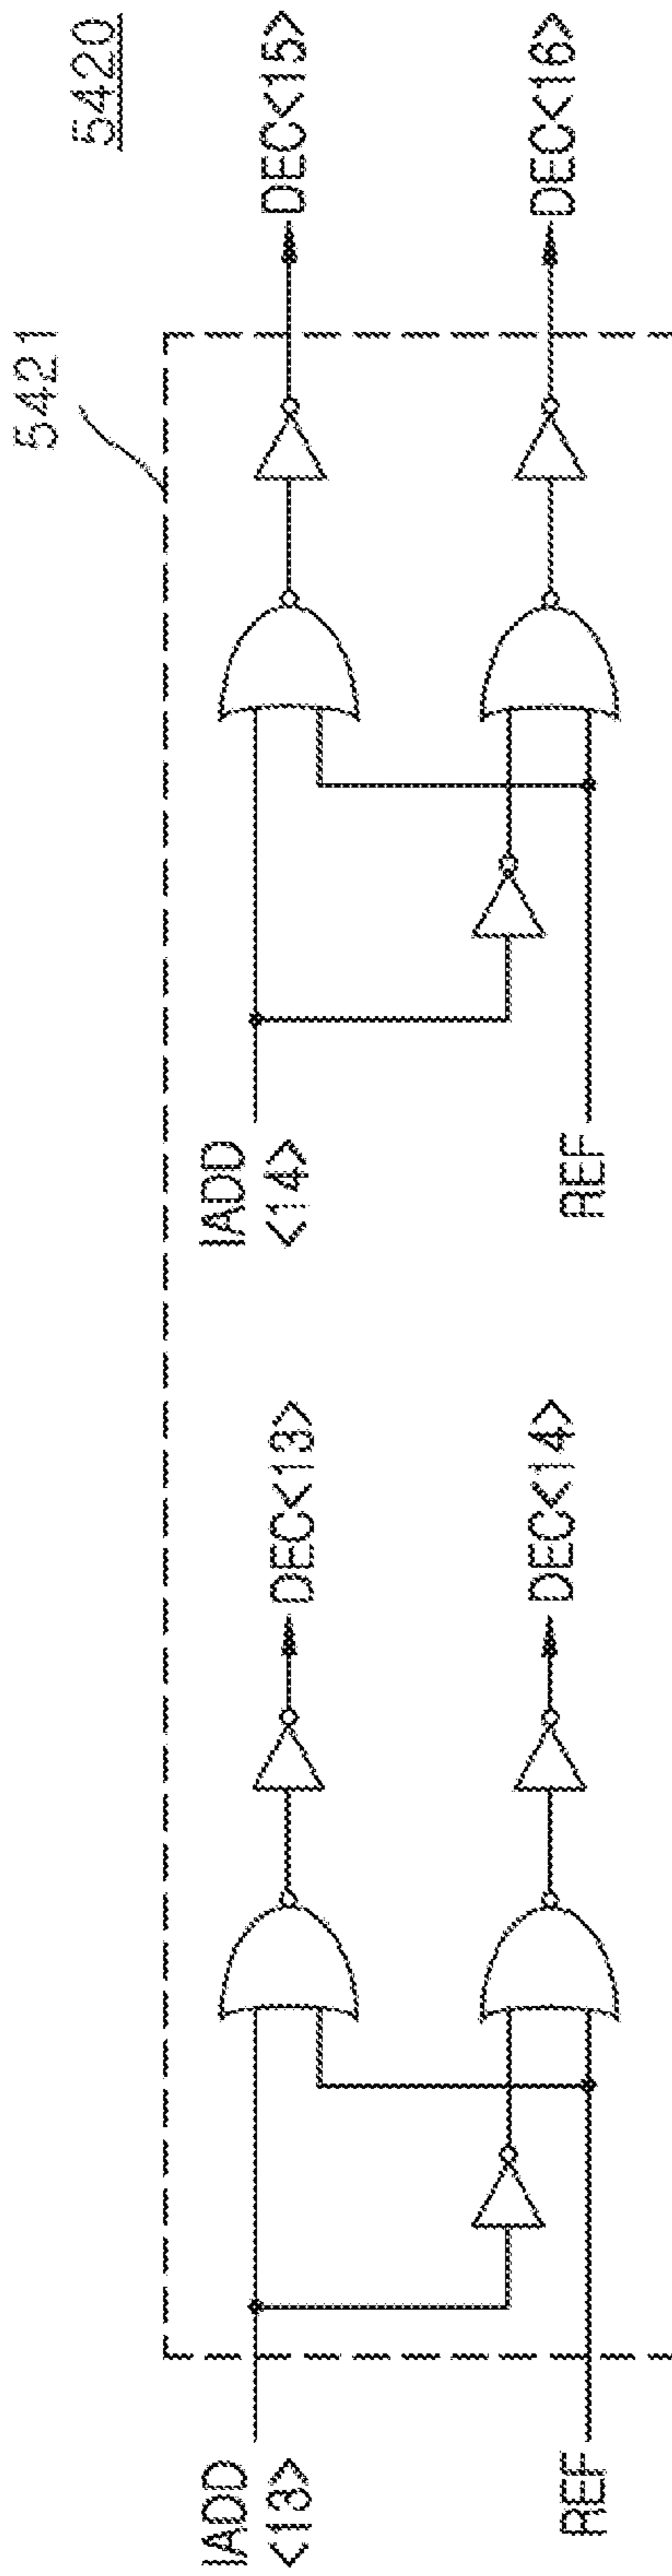 5420
5421
IADD
<13>
REF
DEC<13>
DEC<14>
IADD
<14>
REF
DEC<15>
DEC<16>